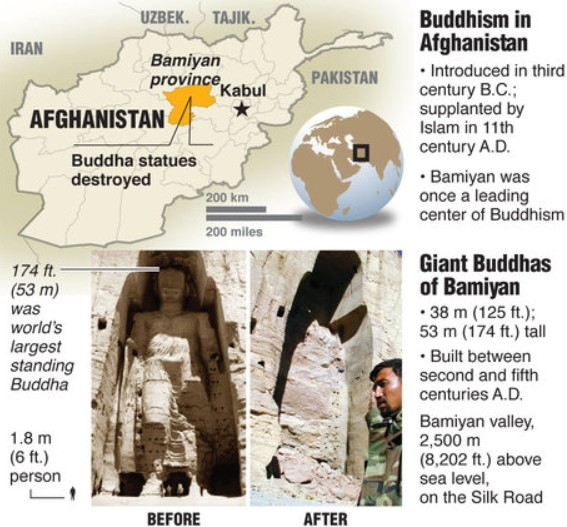 UZBEK.
TAJIK.
IRAN
Bamiyan
province
Kabul
PAKISTAN
AFGHANISTAN
Buddha statues
destroyed
200 km
200 miles
Buddhism in
Afghanistan
• Introduced in third
century B.C.;
supplanted by
Islam in 11th
century A.D.
• Bamiyan was
once a leading
center of Buddhism
174 ft.
(53 m)
was
world's
largest
standing
Buddha
1.8 m
(6 ft.)
person
BEFORE
AFTER
Giant Buddhas
of Bamiyan
• 38 m (125 ft.);
53 m (174 ft.) tall
• Built between
second and fifth
centuries A.D.
Bamiyan valley,
2,500 m
(8,202 ft.) above
sea level,
on the Silk Road